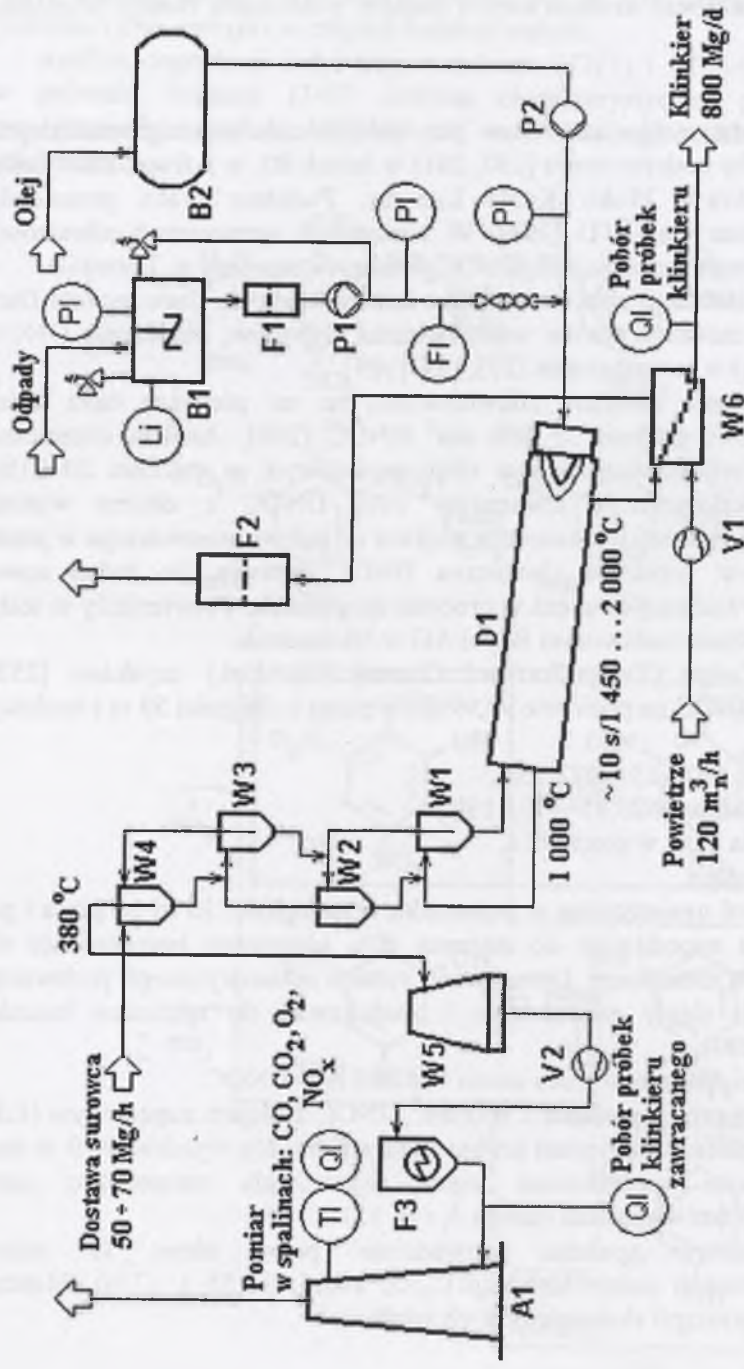 Odpady
Olej
PI
Li
B1
B2
F1
P1
PI
PI
FI
P2
F2
Dostawa surowca
50 ÷ 70 Mg/h
380 °C
W4
W3
W2
W1
Pomiar
w spalinach: CO, CO2, O2,
NOx
TI
QI
W5
D1
1 000 °C
~10 s/1 450…2 000 °C
F3
V2
A1
QI
Pobór próbek
klinkieru
zawracanego
Powietrze
120 m³n/h
V1
W6
QI
Pobór
próbek
klinkieru
Klinkier
800 Mg/d